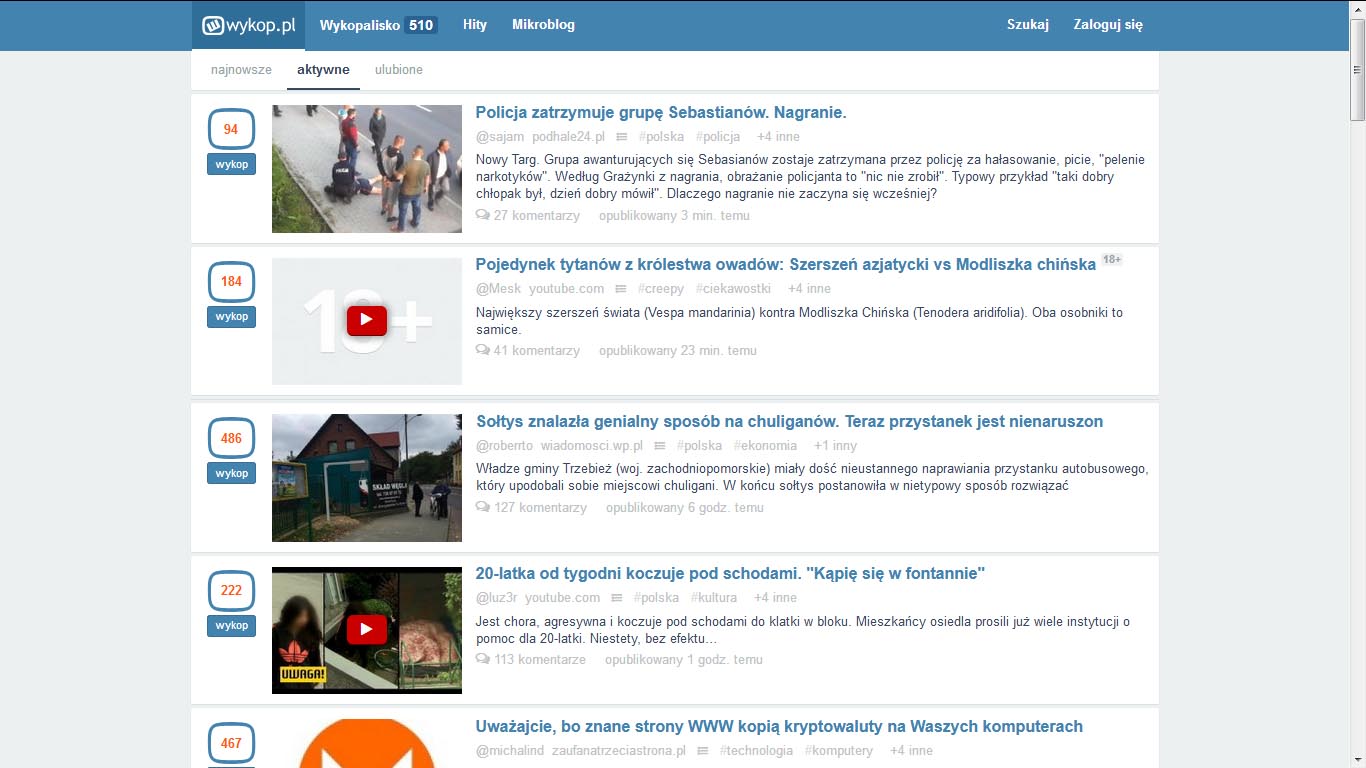 wykop.pl Wykopalisko 510 Hity Mikroblog Szukaj Zaloguj się
najnowsze aktywne ulubione
94
wykop
POLICJA
Policja zatrzymuje grupę Sebastianów. Nagranie.
@sajam podhale24.pl #polska #policja +4 inne
Nowy Targ. Grupa awanturujących się Sebasianów zostaje zatrzymana przez policję za hałasowanie, picie, "pelenie
narkotyków". Według Grażynki z nagrania, obrażanie policjanta to "nic nie zrobił". Typowy przykład "taki dobry
chłopak był, dzień dobry mówił". Dlaczego nagranie nie zaczyna się wcześniej?
27 komentarzy opublikowany 3 min. temu
184
wykop
18+
Pojedynek tytanów z królestwa owadów: Szerszeń azjatycki vs Modliszka chińska 18+
@Mesk youtube.com #creepy #ciekawostki +4 inne
Największy szerszeń świata (Vespa mandarinia) kontra Modliszka Chińska (Tenodera aridifolia). Oba osobniki to
samice.
41 komentarzy opublikowany 23 min. temu
486
wykop
SKŁAD WĘGLA
Sołtys znalazła genialny sposób na chuliganów. Teraz przystanek jest nienaruszon
@roberrto wiadomosci.wp.pl #polska #ekonomia +1 inny
Władze gminy Trzebież (woj. zachodniopomorskie) miały dość nieustannego naprawiania przystanku autobusowego,
który upodobali sobie miejscowi chuligani. W końcu sołtys postanowiła w nietypowy sposób rozwiązać
127 komentarzy opublikowany 6 godz. temu
222
wykop
UWAGA!
20-latka od tygodni koczuje pod schodami. "Kąpię się w fontannie"
@luz3r youtube.com #polska #kultura +4 inne
Jest chora, agresywna i koczuje pod schodami do klatki w bloku. Mieszkańcy osiedla prosili już wiele instytucji o
pomoc dla 20-latki. Niestety, bez efektu…
113 komentarze opublikowany 1 godz. temu
467
Uważajcie, bo znane strony WWW kopią kryptowaluty na Waszych komputerach
@michalind zaufanatrzeciastrona.pl #technologia #komputery +4 inne